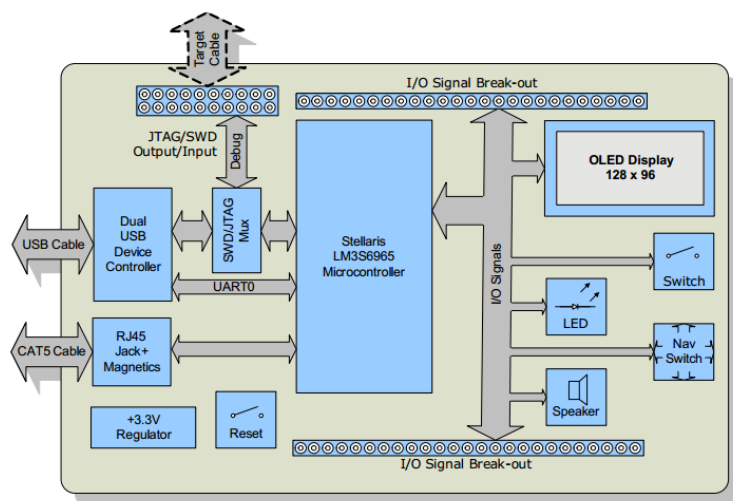 Target
Cable
I/O Signal Break-out
JTAG/SWD
Output/Input
Debug
OLED Display
128 x 96
Dual
USB
Device
Controller
USB Cable
SWD/JTAG
Mux
Stellaris
LM3S6965
Microcontroller
I/O Signals
Switch
UART0
LED
RJ45
Jack+
Magnetics
CAT5 Cable
Nav
Switch
+3.3V
Regulator
Reset
Speaker
I/O Signal Break-out